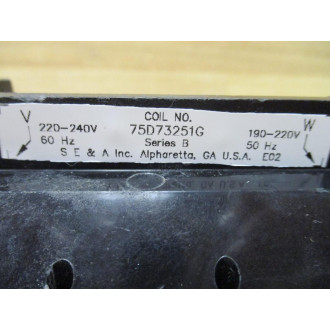 V COIL NO. W
220-240V 75D73251G 190-220V
60 Hz Series B 50 Hz
S E & A Inc. Alpharetta, GA U.S.A. E02